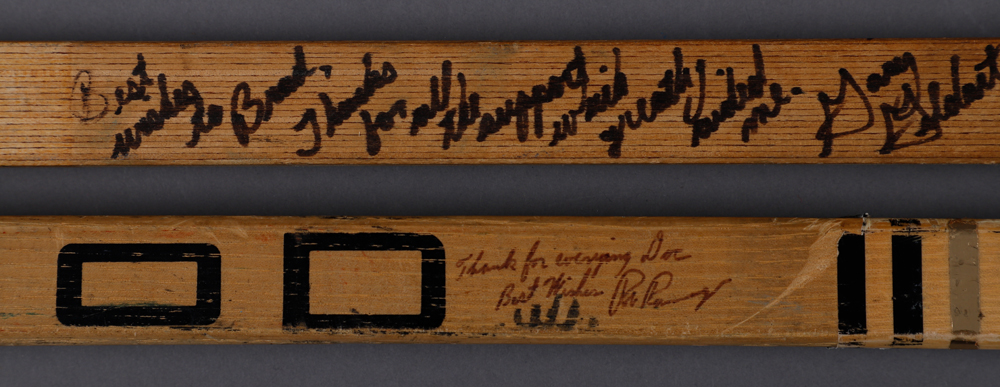 Best wishes to Brad. Thanks for all the support which greatly aided me. Gary
Thanks for everything Doc
Best Wishes